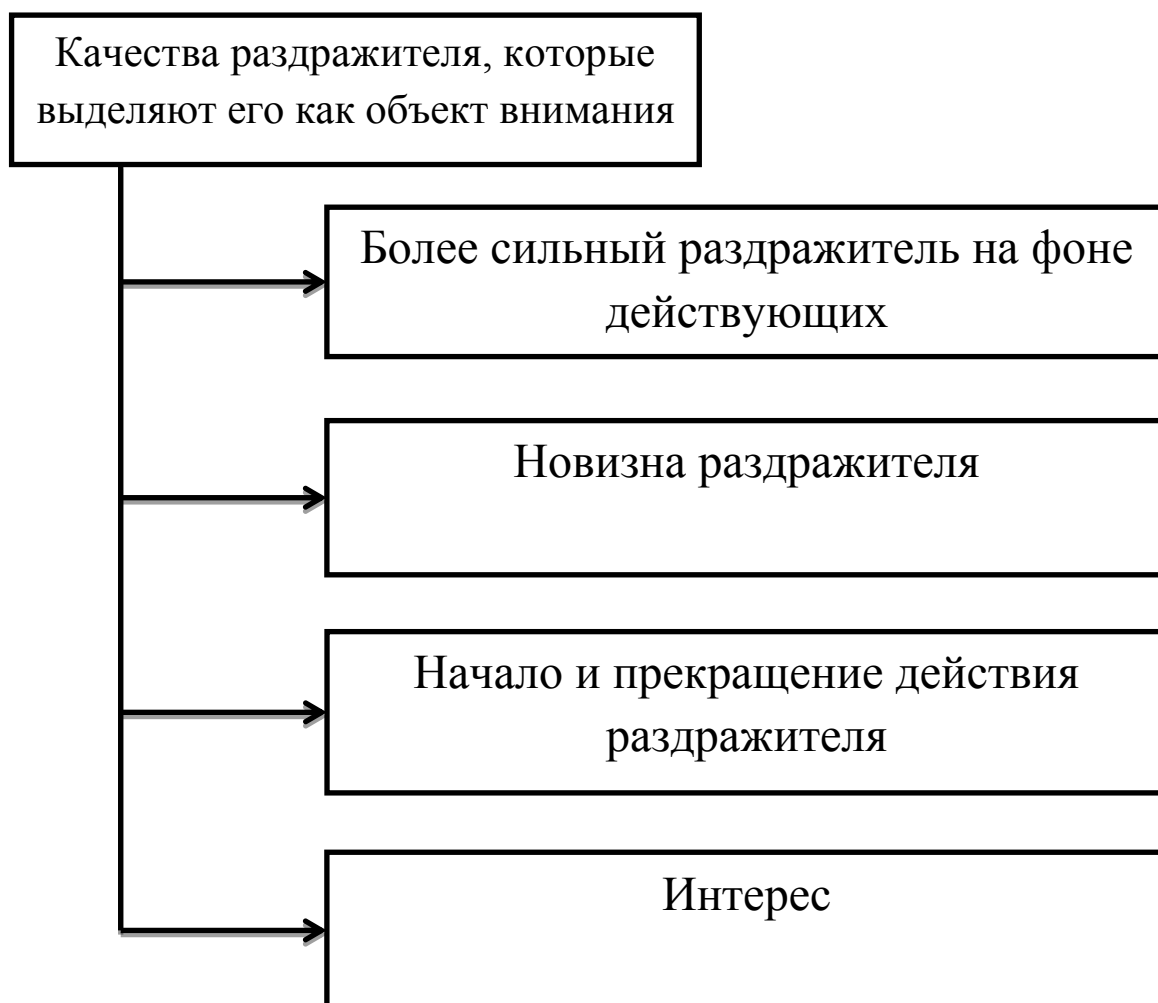 Качества раздражителя, которые
выделяют его как объект внимания
Более сильный раздражитель на фоне
действующих
Новизна раздражителя
Начало и прекращение действия
раздражителя
Интерес